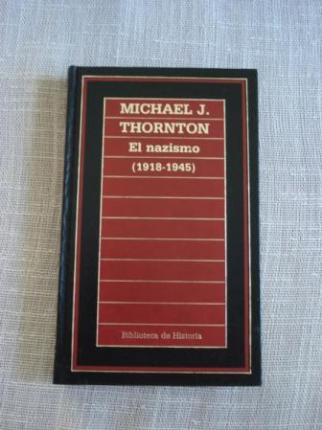 MICHAEL J.
THORNTON
El nazismo
(1918-1945)
Biblioteca de Historia